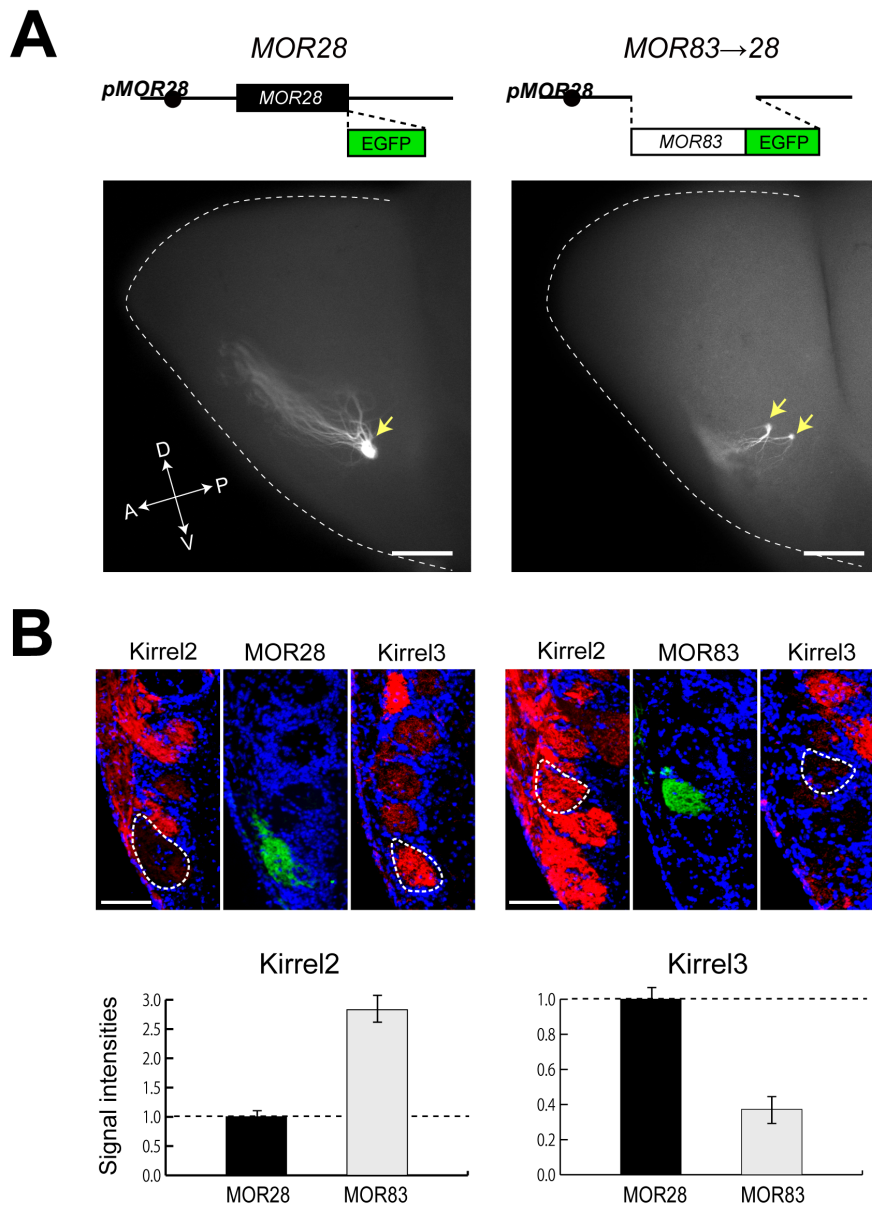 A
MOR28
MOR83→28
pMOR28
MOR28
EGFP
pMOR28
MOR83
EGFP
D
A
P
V
B
Kirrel2
MOR28
Kirrel3
Kirrel2
MOR83
Kirrel3
Kirrel2
Signal intensities
3.0
2.5
2.0
1.5
1.0
0.5
0.0
MOR28
MOR83
Kirrel3
1.0
0.8
0.6
0.4
0.2
0.0
MOR28
MOR83